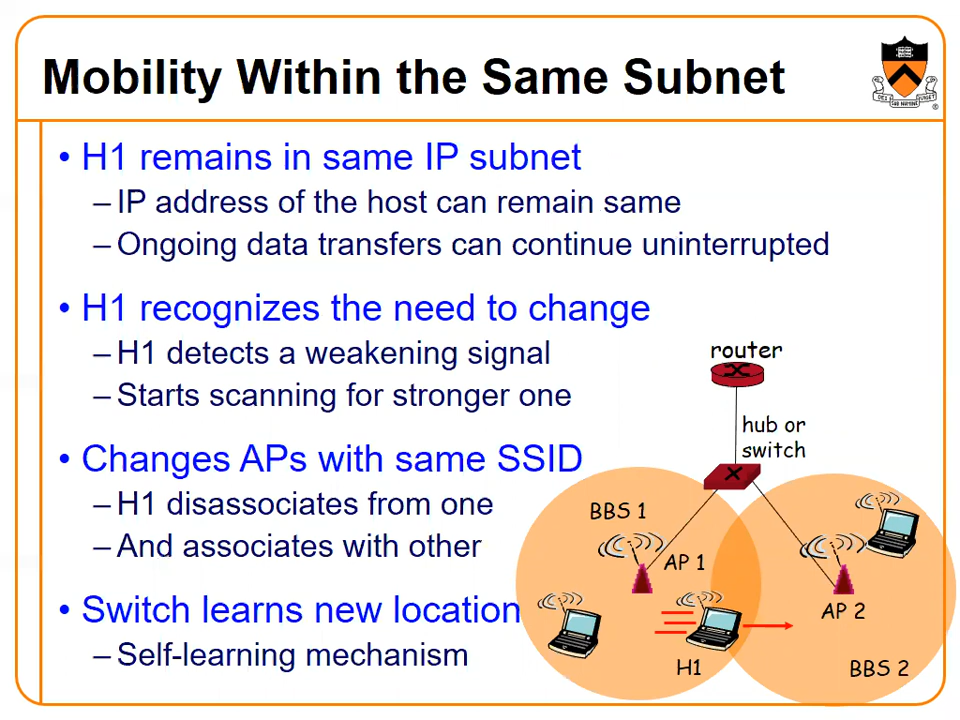 Mobility Within the Same Subnet
• H1 remains in same IP subnet
– IP address of the host can remain same
– Ongoing data transfers can continue uninterrupted
• H1 recognizes the need to change
– H1 detects a weakening signal
– Starts scanning for stronger one
• Changes APs with same SSID
– H1 disassociates from one
– And associates with other
• Switch learns new location
– Self-learning mechanism
router
hub or
switch
BBS 1
AP 1
AP 2
H1
BBS 2